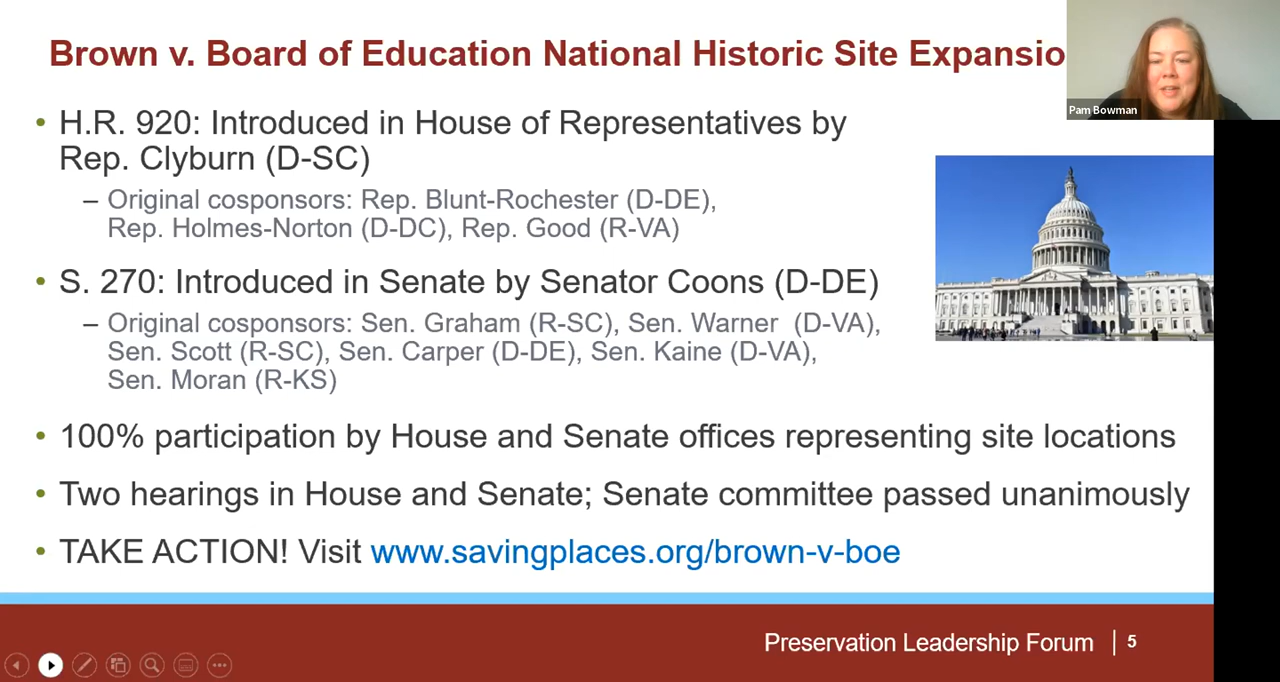 Brown v. Board of Education National Historic Site Expansio
Pam Bowman
• H.R. 920: Introduced in House of Representatives by
Rep. Clyburn (D-SC)
– Original cosponsors: Rep. Blunt-Rochester (D-DE),
Rep. Holmes-Norton (D-DC), Rep. Good (R-VA)
• S. 270: Introduced in Senate by Senator Coons (D-DE)
– Original cosponsors: Sen. Graham (R-SC), Sen. Warner (D-VA),
Sen. Scott (R-SC), Sen. Carper (D-DE), Sen. Kaine (D-VA),
Sen. Moran (R-KS)
• 100% participation by House and Senate offices representing site locations
• Two hearings in House and Senate; Senate committee passed unanimously
• TAKE ACTION! Visit www.savingplaces.org/brown-v-boe
Preservation Leadership Forum | 5